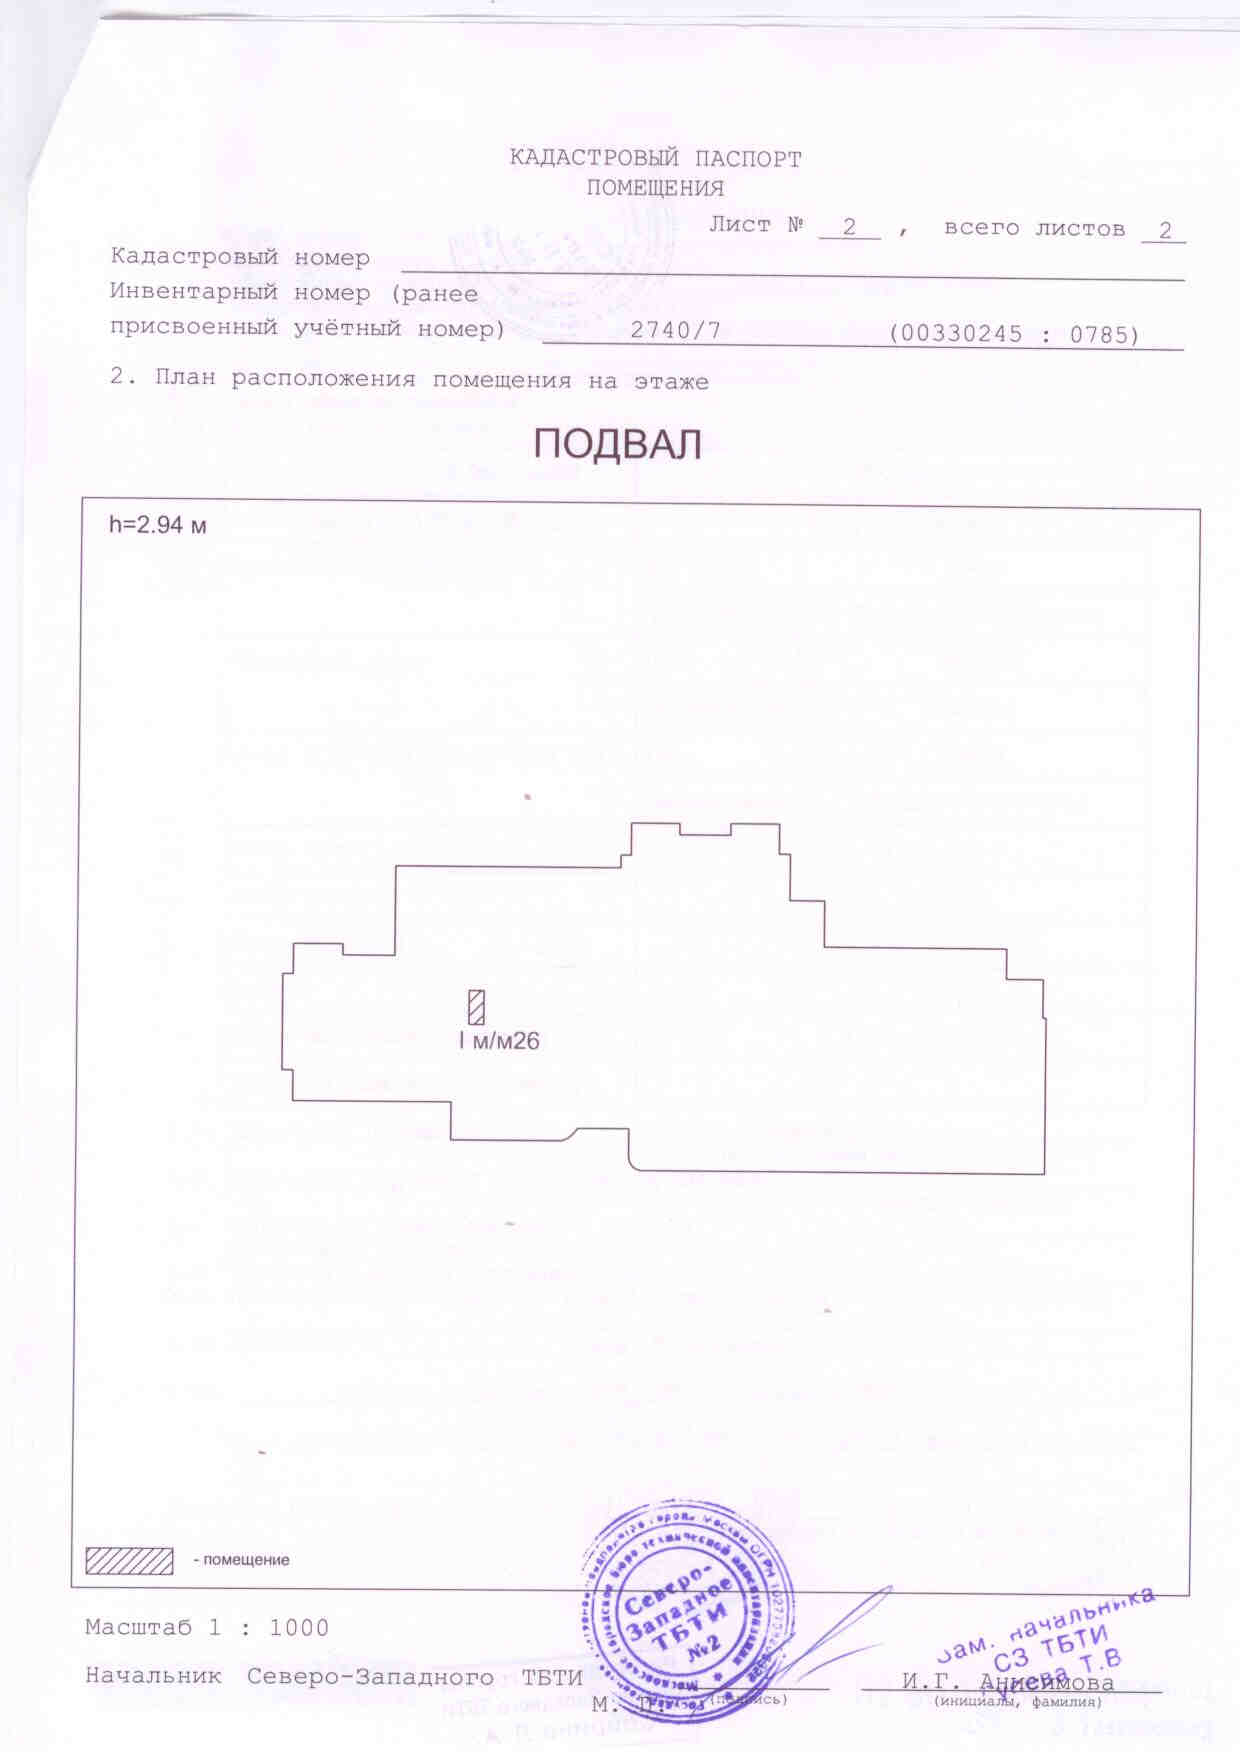 КАДАСТРОВЫЙ ПАСПОРТ
ПОМЕЩЕНИЯ
Лист № 2 , всего листов 2
Кадастровый номер
Инвентарный номер (ранее
присвоенный учётный номер) 2740/7 (00330245 : 0785)
2. План расположения помещения на этаже
ПОДВАЛ
h=2.94 м
I м/м26
- помещение
Северо-
Западное
ТБТИ
№2
Масштаб 1 : 1000
Зам. начальника
СЗ ТБТИ
Т.В
Начальник Северо-Западного ТБТИ И.Г. Анисимова
М. П. (подпись) (инициалы, фамилия)